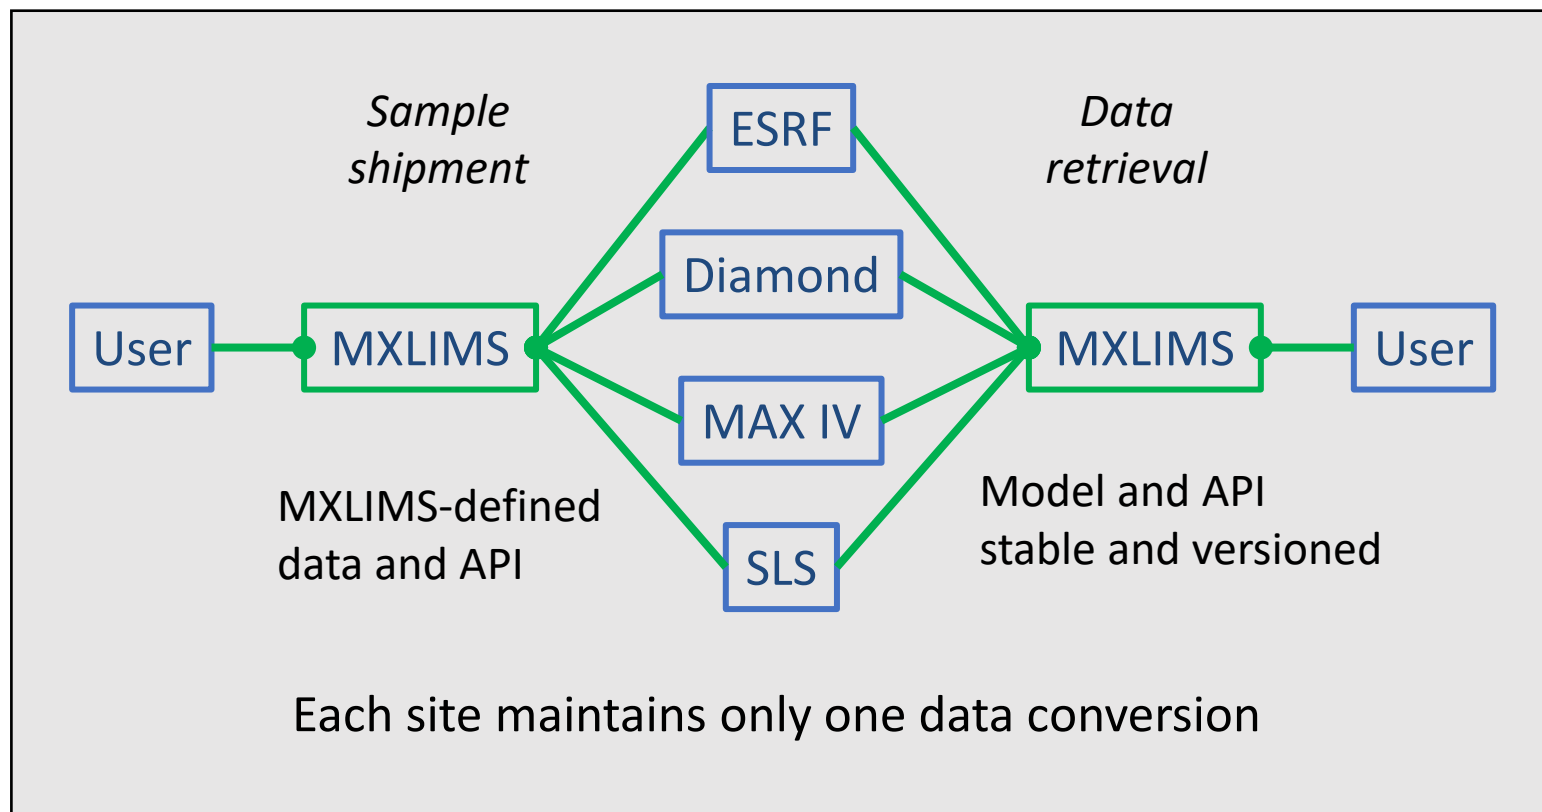 Sample
shipment
ESRF
Data
retrieval
Diamond
User
MXLIMS
MXLIMS
User
MAX IV
MXLIMS-defined
data and API
SLS
Model and API
stable and versioned
Each site maintains only one data conversion